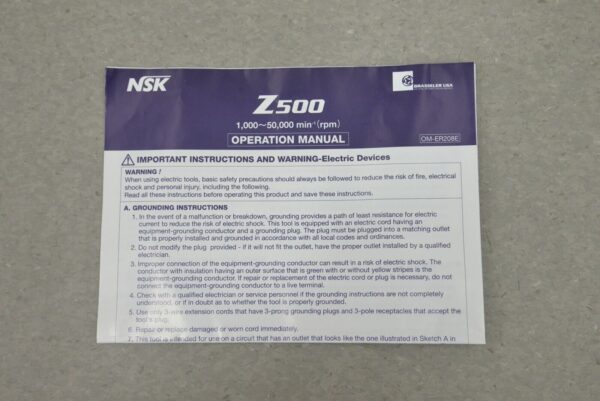 NSK
BRASSELER USA
Z500
1,000~50,000 min⁻¹(rpm)
OPERATION MANUAL
OM-ER208E
IMPORTANT INSTRUCTIONS AND WARNING-Electric Devices
WARNING !
When using electric tools, basic safety precautions should always be followed to reduce the risk of fire, electrical
shock and personal injury, including the following.
Read all these instructions before operating this product and save these instructions.
A. GROUNDING INSTRUCTIONS
1. In the event of a malfunction or breakdown, grounding provides a path of least resistance for electric
current to reduce the risk of electric shock. This tool is equipped with an electric cord having an
equipment-grounding conductor and a grounding plug. The plug must be plugged into a matching outlet
that is properly installed and grounded in accordance with all local codes and ordinances.
2. Do not modify the plug provided - if it will not fit the outlet, have the proper outlet installed by a qualified
electrician.
3. Improper connection of the equipment-grounding conductor can result in a risk of electric shock. The
conductor with insulation having an outer surface that is green with or without yellow stripes is the
equipment-grounding conductor. If repair or replacement of the electric cord or plug is necessary, do not
connect the equipment-grounding conductor to a live terminal.
4. Check with a qualified electrician or service personnel if the grounding instructions are not completely
understood, or if in doubt as to whether the tool is properly grounded.
5. Use only 3-wire extension cords that have 3-prong grounding plugs and 3-pole receptacles that accept the
tool's plug.
6. Repair or replace damaged or worn cord immediately.
7. This tool is intended for use on a circuit that has an outlet that looks like the one illustrated in Sketch A in